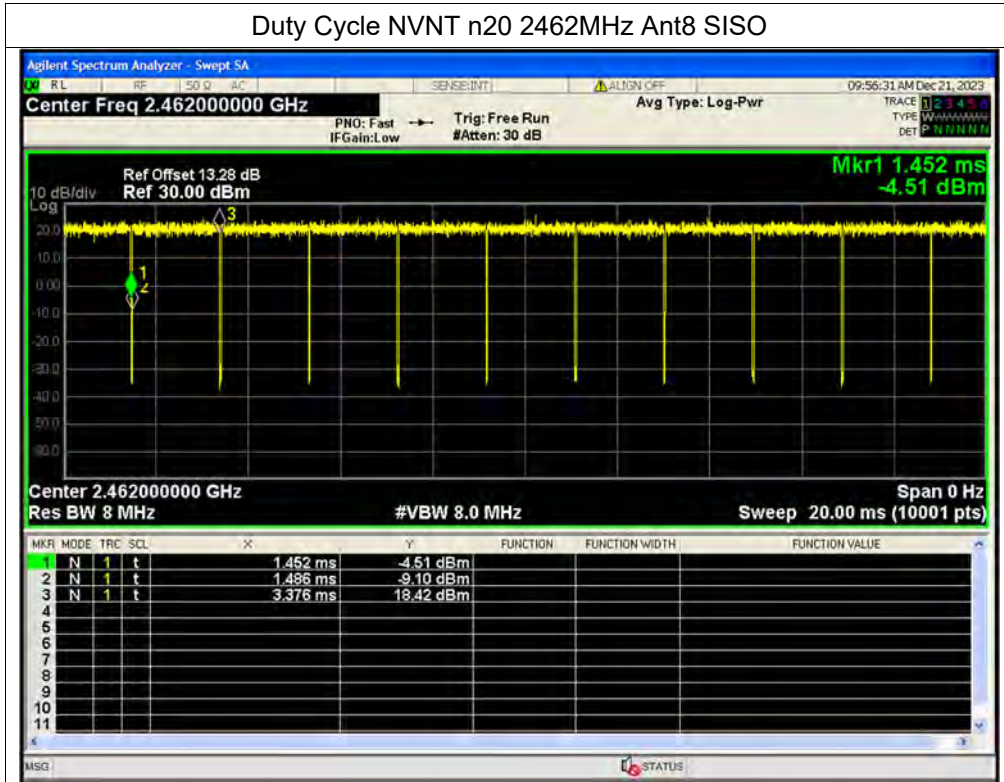 Duty Cycle NVNT n20 2462MHz Ant8 SISO
Agilent Spectrum Analyzer - Swept SA
RL RF 50 Ω AC SENSE:INT ALIGN OFF 09:56:31 AM Dec 21, 2023
Center Freq 2.462000000 GHz Avg Type: Log-Pwr TRACE 1 2 3 4 5 6
PNO: Fast Trig: Free Run TYPE
IFGain:Low #Atten: 30 dB DET P N N N N N
Mkr1 1.452 ms
Ref Offset 13.28 dB -4.51 dBm
10 dB/div Ref 30.00 dBm
Log
3
20.0
10.0
1
0.00
2
-10.0
-20.0
-30.0
-40.0
-50.0
-60.0
Center 2.462000000 GHz Span 0 Hz
Res BW 8 MHz #VBW 8.0 MHz Sweep 20.00 ms (10001 pts)
MKR MODE TRC SCL X Y FUNCTION FUNCTION WIDTH FUNCTION VALUE
1 N 1 t 1.452 ms -4.51 dBm
2 N 1 t 1.486 ms -9.10 dBm
3 N 1 t 3.376 ms 18.42 dBm
4
5
6
7
8
9
10
11
MSG STATUS